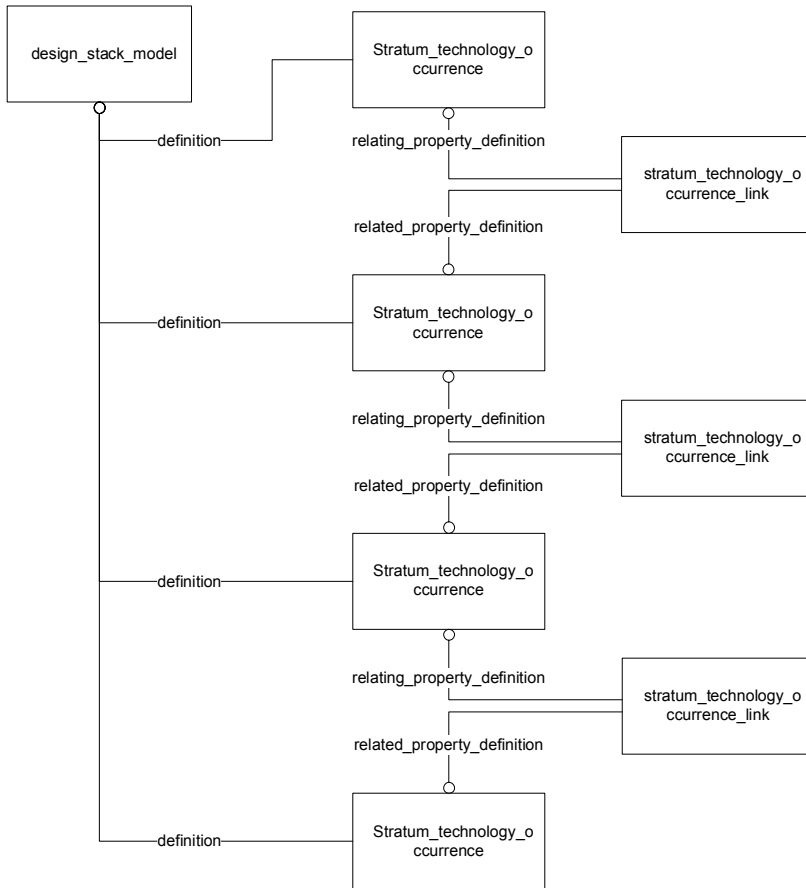 design_stack_model
Stratum_technology_o
ccurrence
definition
relating_property_definition
stratum_technology_o
ccurrence_link
related_property_definition
Stratum_technology_o
ccurrence
definition
relating_property_definition
stratum_technology_o
ccurrence_link
related_property_definition
Stratum_technology_o
ccurrence
definition
relating_property_definition
stratum_technology_o
ccurrence_link
related_property_definition
Stratum_technology_o
ccurrence
definition